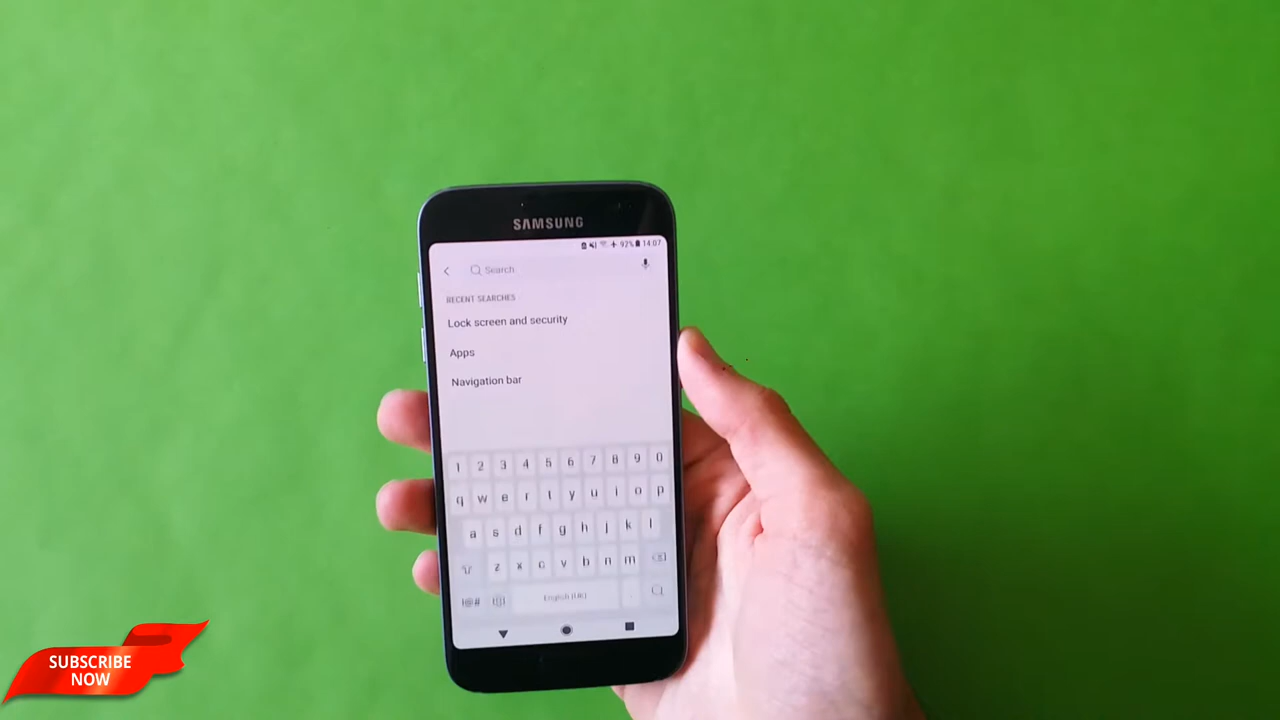 SAMSUNG
92% 14:07
Search
RECENT SEARCHES
Lock screen and security
Apps
Navigation bar
1 2 3 4 5 6 7 8 9 0
q w e r t y u i o p
a s d f g h j k l
z x c v b n m
!@# English (UK) .
SUBSCRIBE
NOW